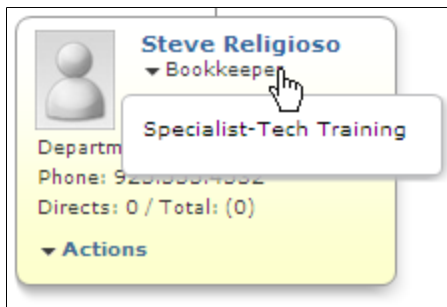 Steve Religioso
Bookkeeper
Specialist-Tech Training
Phone:
Directs: 0 / Total: (0)
Actions